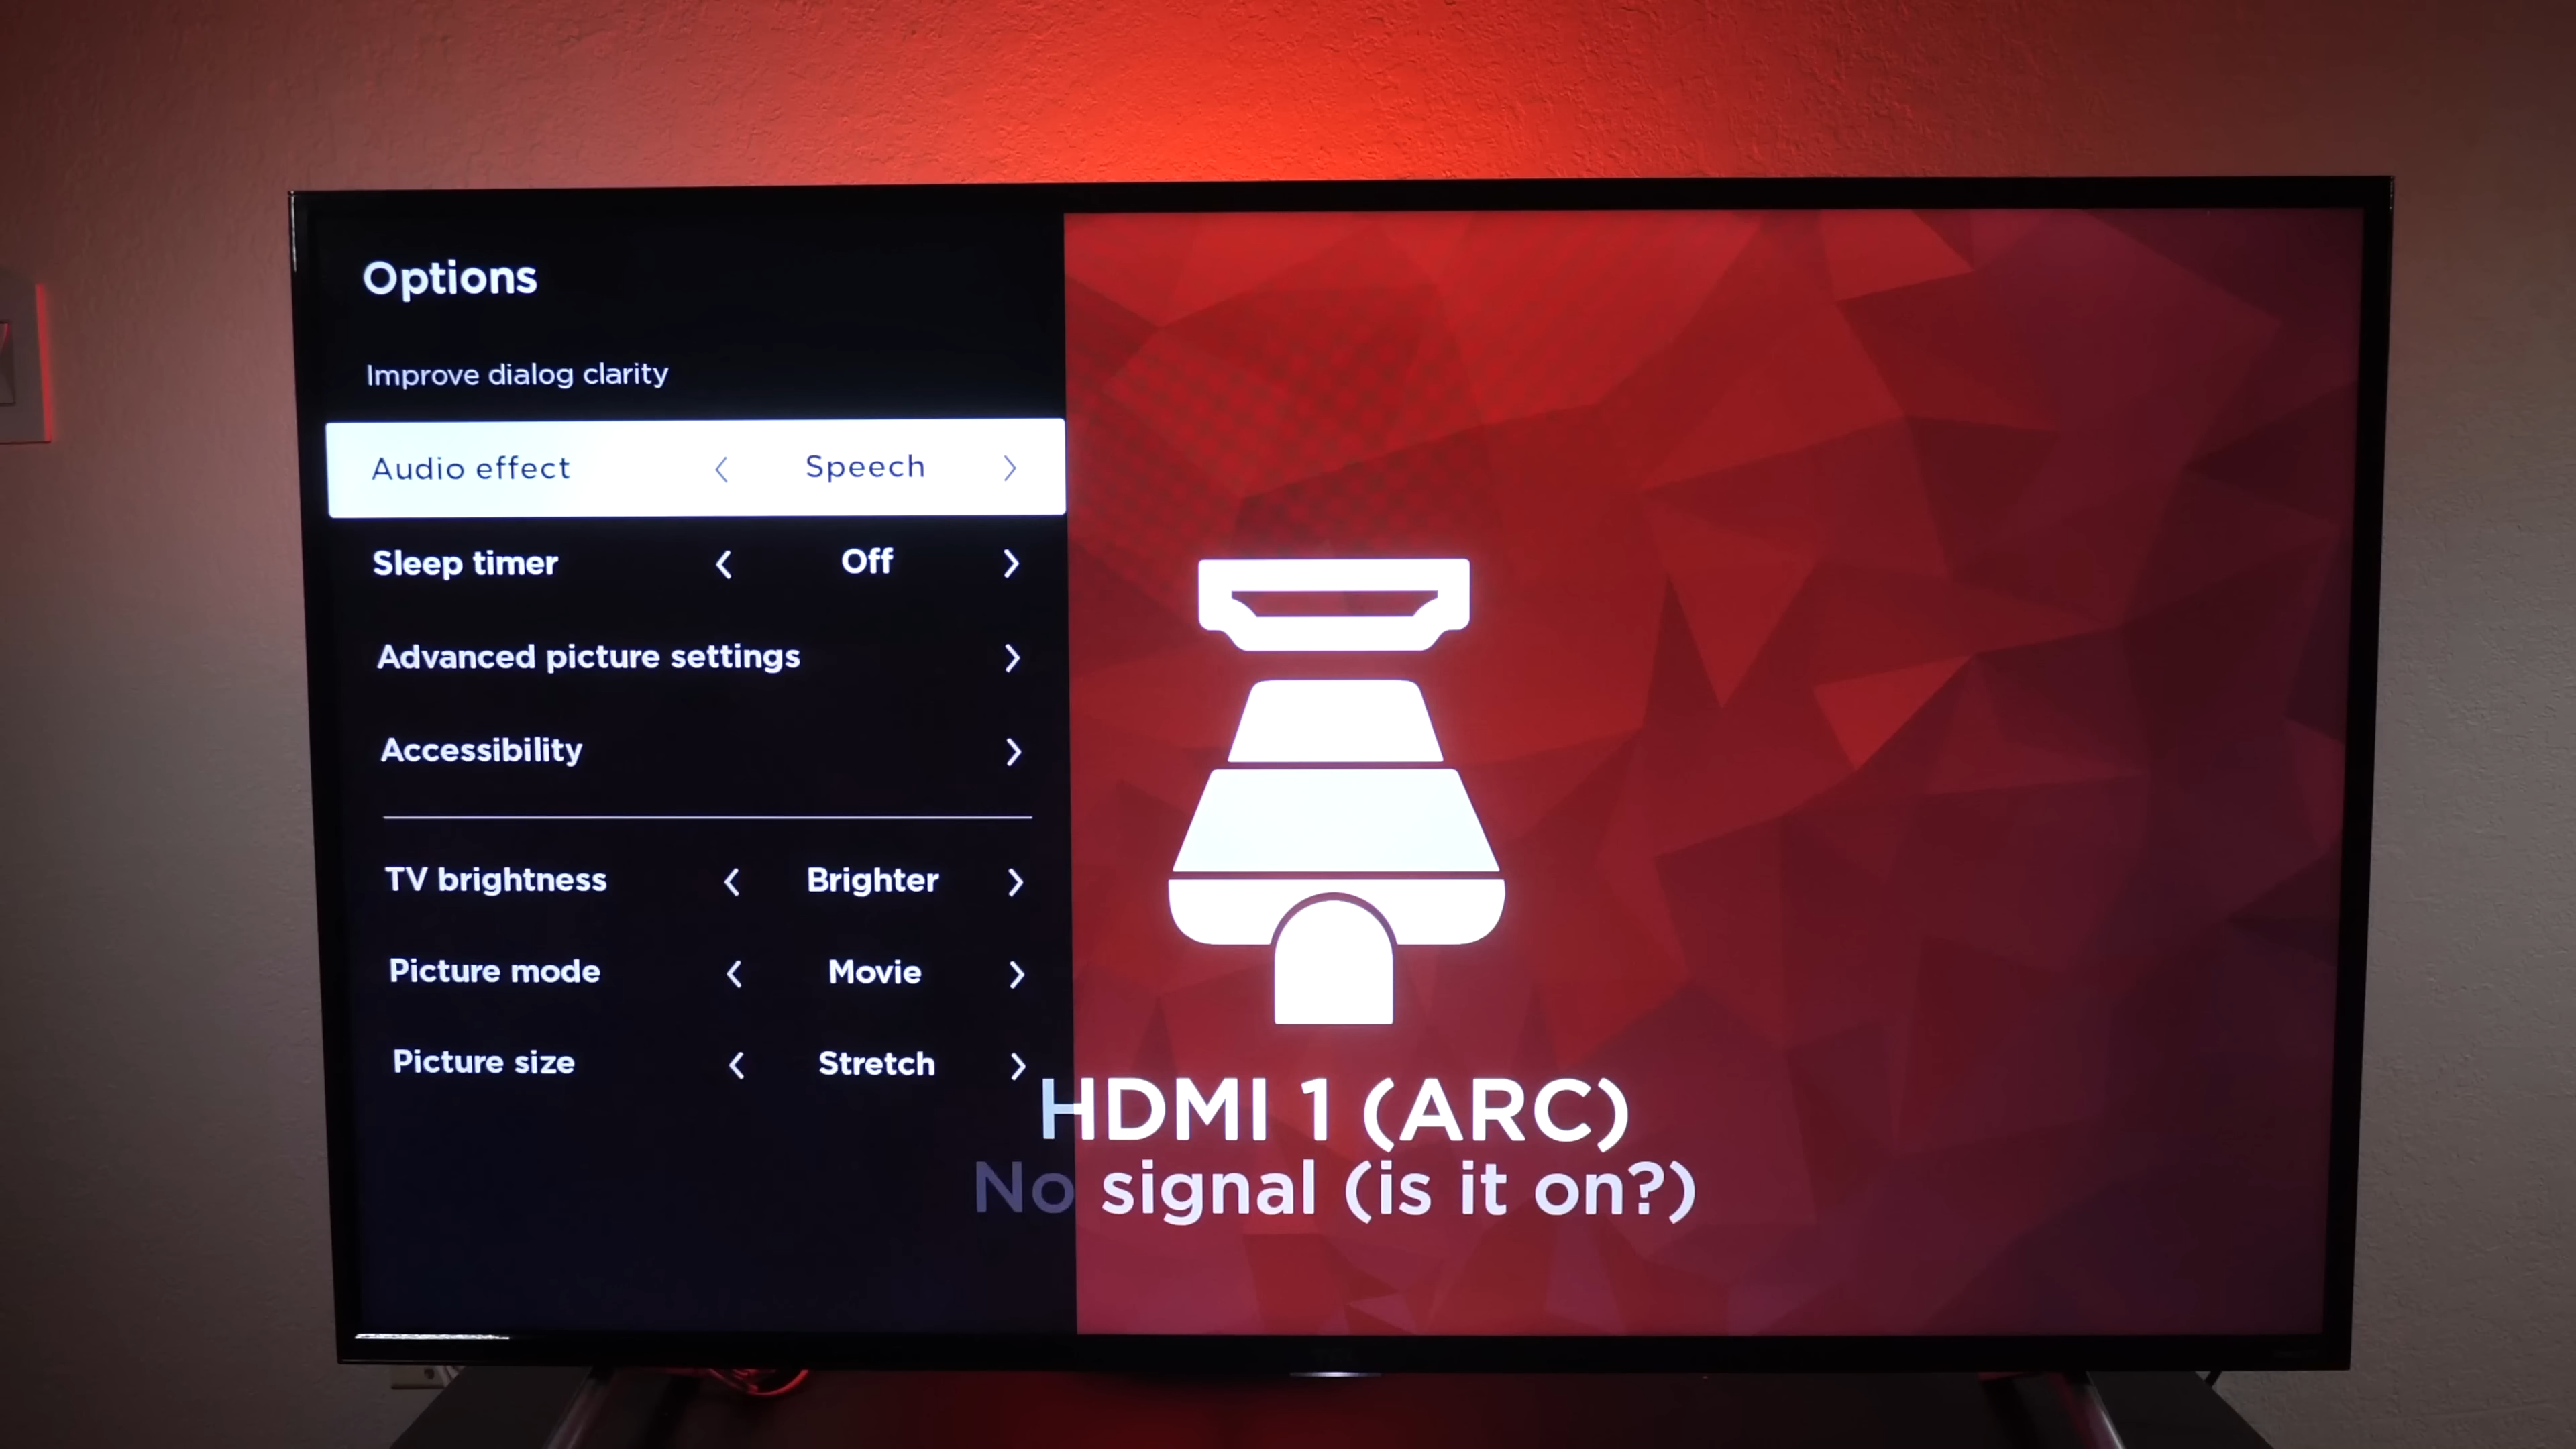 Options
Improve dialog clarity
Audio effect < Speech >
Sleep timer < Off >
Advanced picture settings >
Accessibility >
TV brightness < Brighter >
Picture mode < Movie >
Picture size < Stretch >
HDMI 1 (ARC)
No signal (is it on?)